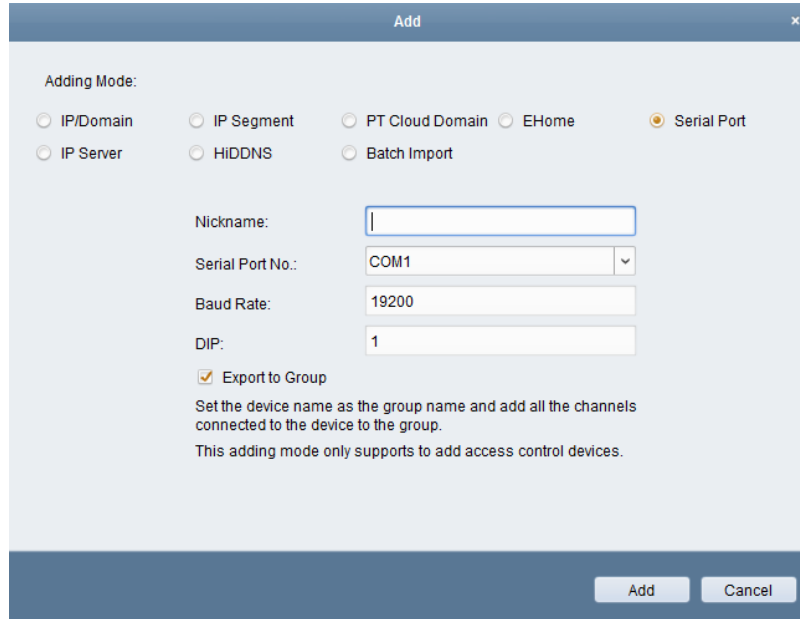 Add
Adding Mode:
IP/Domain IP Segment PT Cloud Domain EHome Serial Port
IP Server HiDDNS Batch Import
Nickname:
Serial Port No.: COM1
Baud Rate: 19200
DIP: 1
Export to Group
Set the device name as the group name and add all the channels
connected to the device to the group.
This adding mode only supports to add access control devices.
Add Cancel